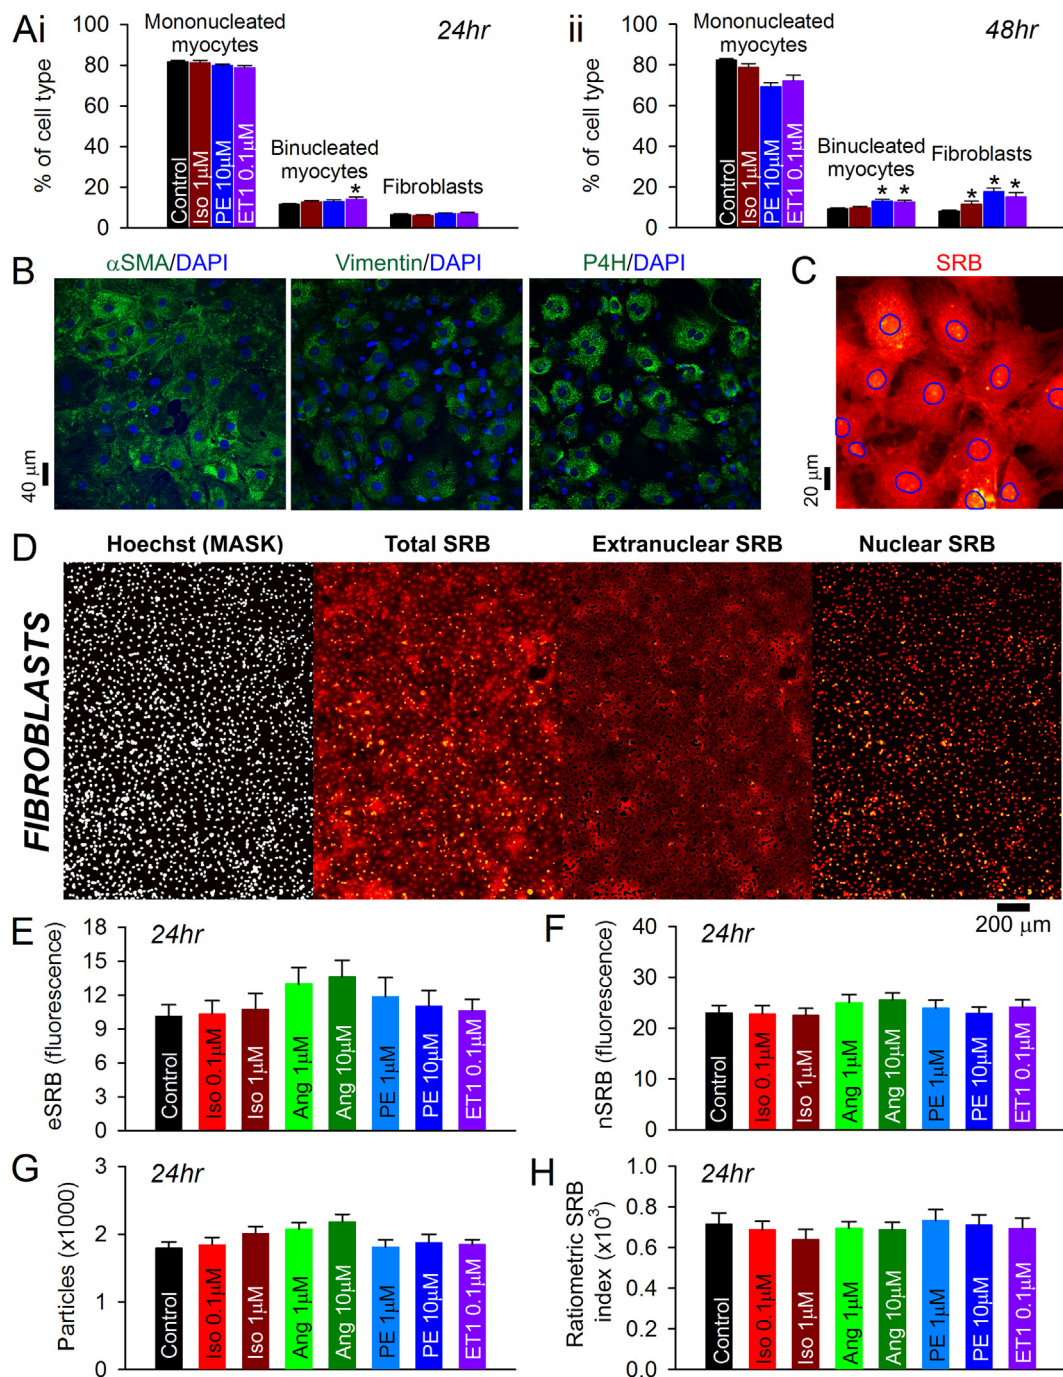 Ai
24hr
% of cell type
100
80
60
40
20
0
Mononucleated
myocytes
Binucleated
myocytes
*
Fibroblasts
Control
Iso 1μM
PE 10μM
ET1 0.1μM
ii
48hr
% of cell type
100
80
60
40
20
0
Mononucleated
myocytes
Binucleated
myocytes
* *
Fibroblasts
* * *
Control
Iso 1μM
PE 10μM
ET1 0.1μM
B
αSMA/DAPI
Vimentin/DAPI
P4H/DAPI
40 μm
C
SRB
20 μm
D
Hoechst (MASK)
Total SRB
Extranuclear SRB
Nuclear SRB
FIBROBLASTS
200 μm
E
24hr
eSRB (fluorescence)
18
15
12
9
6
3
0
Control
Iso 0.1μM
Iso 1μM
Ang 1μM
Ang 10μM
PE 1μM
PE 10μM
ET1 0.1μM
F
24hr
nSRB (fluorescence)
40
30
20
10
0
Control
Iso 0.1μM
Iso 1μM
Ang 1μM
Ang 10μM
PE 1μM
PE 10μM
ET1 0.1μM
G
24hr
Particles (x1000)
3
2
1
0
Control
Iso 0.1μM
Iso 1μM
Ang 1μM
Ang 10μM
PE 1μM
PE 10μM
ET1 0.1μM
H
24hr
Ratiometric SRB
index (x10³)
1.0
0.8
0.6
0.4
0.2
0.0
Control
Iso 0.1μM
Iso 1μM
Ang 1μM
Ang 10μM
PE 1μM
PE 10μM
ET1 0.1μM